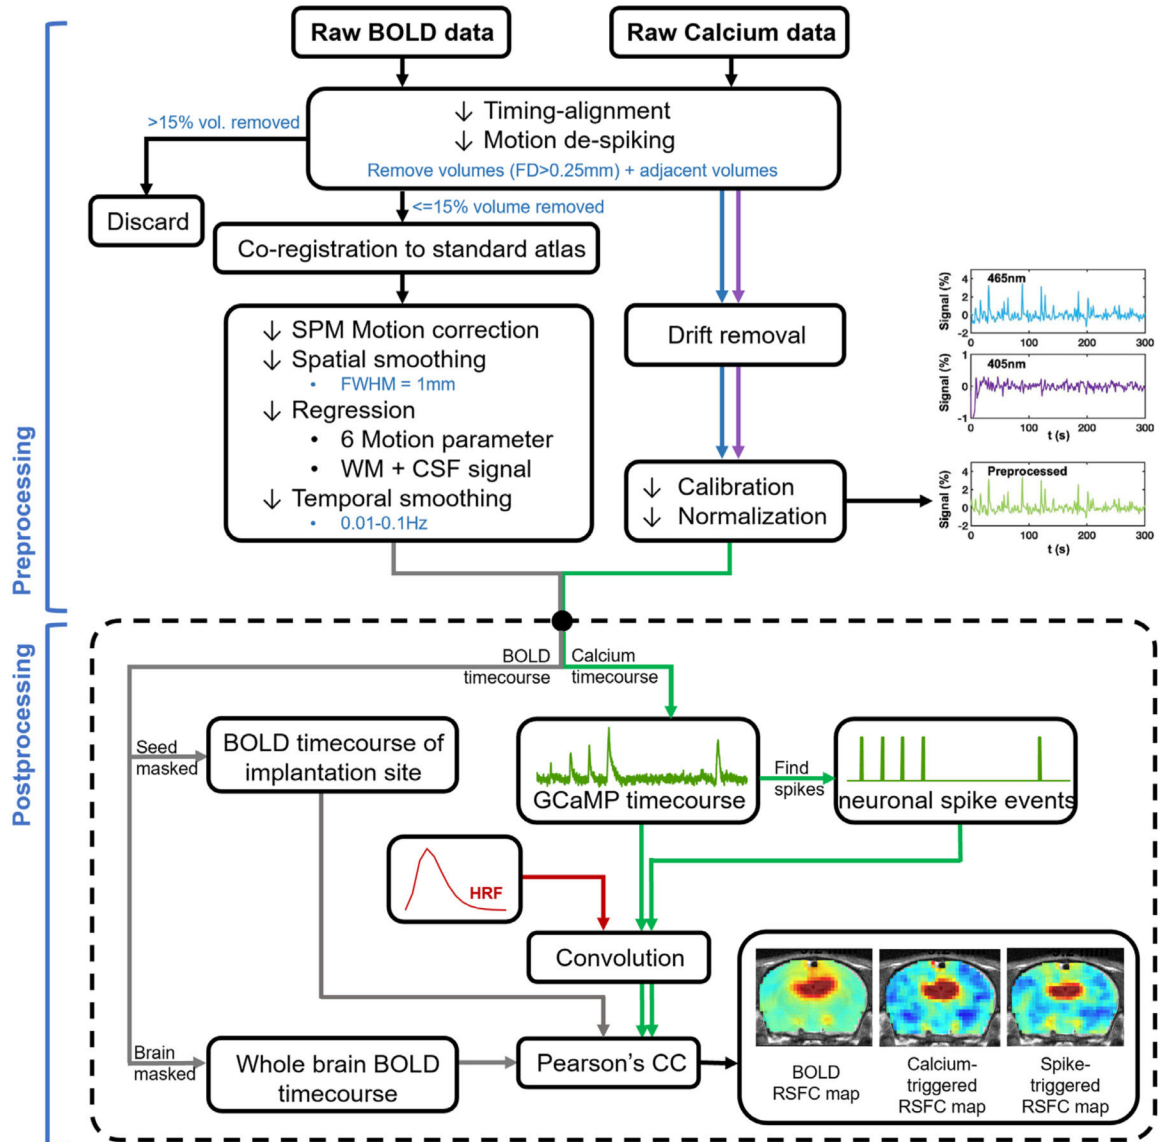 Raw BOLD data
Raw Calcium data
↓ Timing-alignment
↓ Motion de-spiking
Remove volumes (FD>0.25mm) + adjacent volumes
>15% vol. removed
Discard
<=15% volume removed
Co-registration to standard atlas
↓ SPM Motion correction
↓ Spatial smoothing
• FWHM = 1mm
↓ Regression
• 6 Motion parameter
• WM + CSF signal
↓ Temporal smoothing
• 0.01-0.1Hz
Drift removal
↓ Calibration
↓ Normalization
465nm
Signal (%)
4
2
0
-2
0 100 200 300
405nm
Signal (%)
1
0
-1
0 100 200 300
t (s)
Preprocessed
Signal (%)
4
2
0
-2
0 100 200 300
t (s)
Preprocessing
Postprocessing
BOLD
timecourse
Calcium
timecourse
Seed
masked
BOLD timecourse of
implantation site
GCaMP timecourse
Find
spikes
neuronal spike events
HRF
Convolution
Brain
masked
Whole brain BOLD
timecourse
Pearson's CC
BOLD
RSFC map
Calcium-
triggered
RSFC map
Spike-
triggered
RSFC map